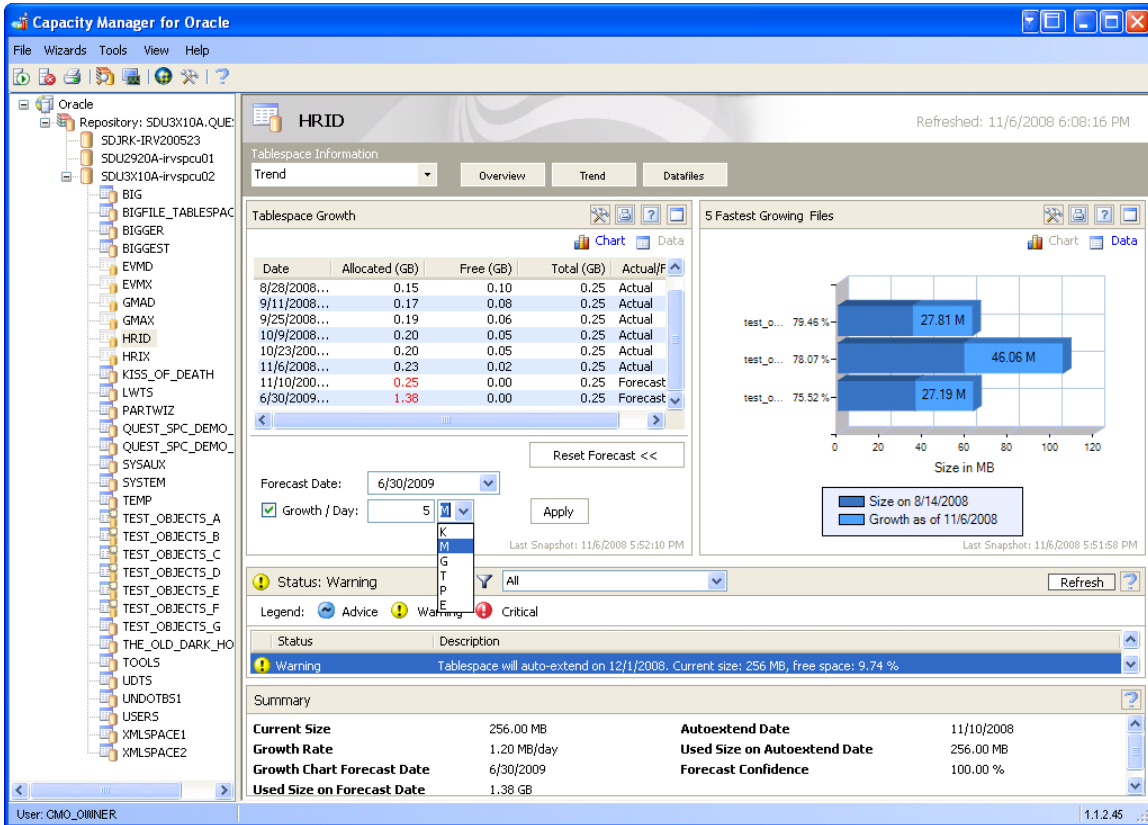 Capacity Manager for Oracle
File Wizards Tools View Help
Oracle
Repository: SDU3X10A.QUE
SDJRK-IRV200523
SDU2920A-irvspcu01
SDU3X10A-irvspcu02
BIG
BIGFILE_TABLESPAC
BIGGER
BIGGEST
EVMD
EVMX
GMAD
GMAX
HRID
HRIX
KISS_OF_DEATH
LWTS
PARTWIZ
QUEST_SPC_DEMO_
QUEST_SPC_DEMO_
SYSAUX
SYSTEM
TEMP
TEST_OBJECTS_A
TEST_OBJECTS_B
TEST_OBJECTS_C
TEST_OBJECTS_D
TEST_OBJECTS_E
TEST_OBJECTS_F
TEST_OBJECTS_G
THE_OLD_DARK_HO
TOOLS
UDTS
UNDOTBS1
USERS
XMLSPACE1
XMLSPACE2
HRID
Refreshed: 11/6/2008 6:08:16 PM
Tablespace Information
Trend Overview Trend Datafiles
Tablespace Growth
Chart Data
Date Allocated (GB) Free (GB) Total (GB) Actual/F
8/28/2008... 0.15 0.10 0.25 Actual
9/11/2008... 0.17 0.08 0.25 Actual
9/25/2008... 0.19 0.06 0.25 Actual
10/9/2008... 0.20 0.05 0.25 Actual
10/23/200... 0.20 0.05 0.25 Actual
11/6/2008... 0.23 0.02 0.25 Actual
11/10/200... 0.25 0.00 0.25 Forecast
6/30/2009... 1.38 0.00 0.25 Forecast
Reset Forecast <<
Forecast Date: 6/30/2009
Growth / Day: 5 M Apply
K
M
G
T
P
E
Last Snapshot: 11/6/2008 5:52:10 PM
5 Fastest Growing Files
Chart Data
test_o... 79.46 % 27.81 M
test_o... 78.07% 46.06 M
test_o... 75.52 % 27.19 M
0 20 40 60 80 100 120
Size in MB
Size on 8/14/2008
Growth as of 11/6/2008
Last Snapshot: 11/6/2008 5:51:58 PM
Status: Warning All Refresh
Legend: Advice Warning Critical
Status Description
Warning Tablespace will auto-extend on 12/1/2008. Current size: 256 MB, free space: 9.74 %
Summary
Current Size 256.00 MB Autoextend Date 11/10/2008
Growth Rate 1.20 MB/day Used Size on Autoextend Date 256.00 MB
Growth Chart Forecast Date 6/30/2009 Forecast Confidence 100.00 %
Used Size on Forecast Date 1.38 GB
User: CMO_OWNER 1.1.2.45